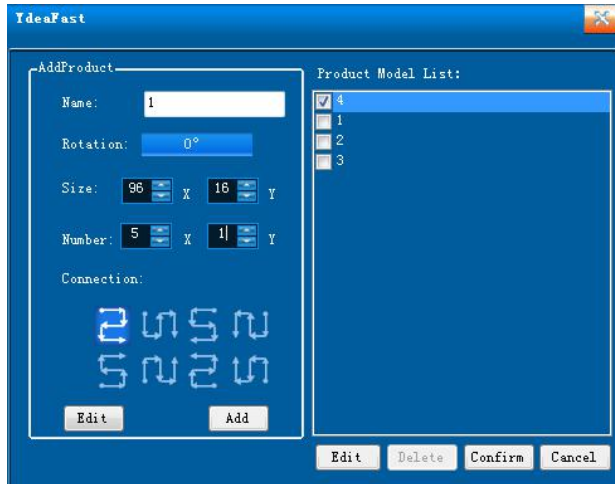 YdeaFast
AddProduct
Name: 1
Rotation: 0°
Size: 96 X 16 Y
Number: 5 X 1 Y
Connection:
Edit Add
Product Model List:
4
1
2
3
Edit Delete Confirm Cancel